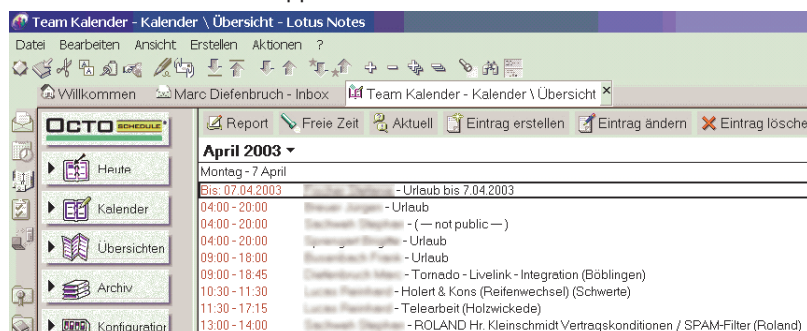 Team Kalender - Kalender \ Übersicht - Lotus Notes
Datei Bearbeiten Ansicht Erstellen Aktionen ?
Willkommen Marc Diefenbruch - Inbox Team Kalender - Kalender \ Übersicht
OCTO SCHEDULE Report Freie Zeit Aktuell Eintrag erstellen Eintrag ändern Eintrag lösche
April 2003
Heute
Montag - 7 April
Bis: 07.04.2003 - Urlaub bis 7.04.2003
Kalender
04:00 - 20:00 - Urlaub
04:00 - 20:00 - (— not public —)
04:00 - 20:00 - Urlaub
Übersichten
09:00 - 18:00 - Urlaub
09:00 - 18:45 - Tornado - Livelink - Integration (Böblingen)
Archiv
10:30 - 11:30 - Holert & Kons (Reifenwechsel) (Schwerte)
11:30 - 17:15 - Telearbeit (Holzwickede)
Konfiguration
13:00 - 14:00 - ROLAND Hr. Kleinschmidt Vertragskonditionen / SPAM-Filter (Roland)